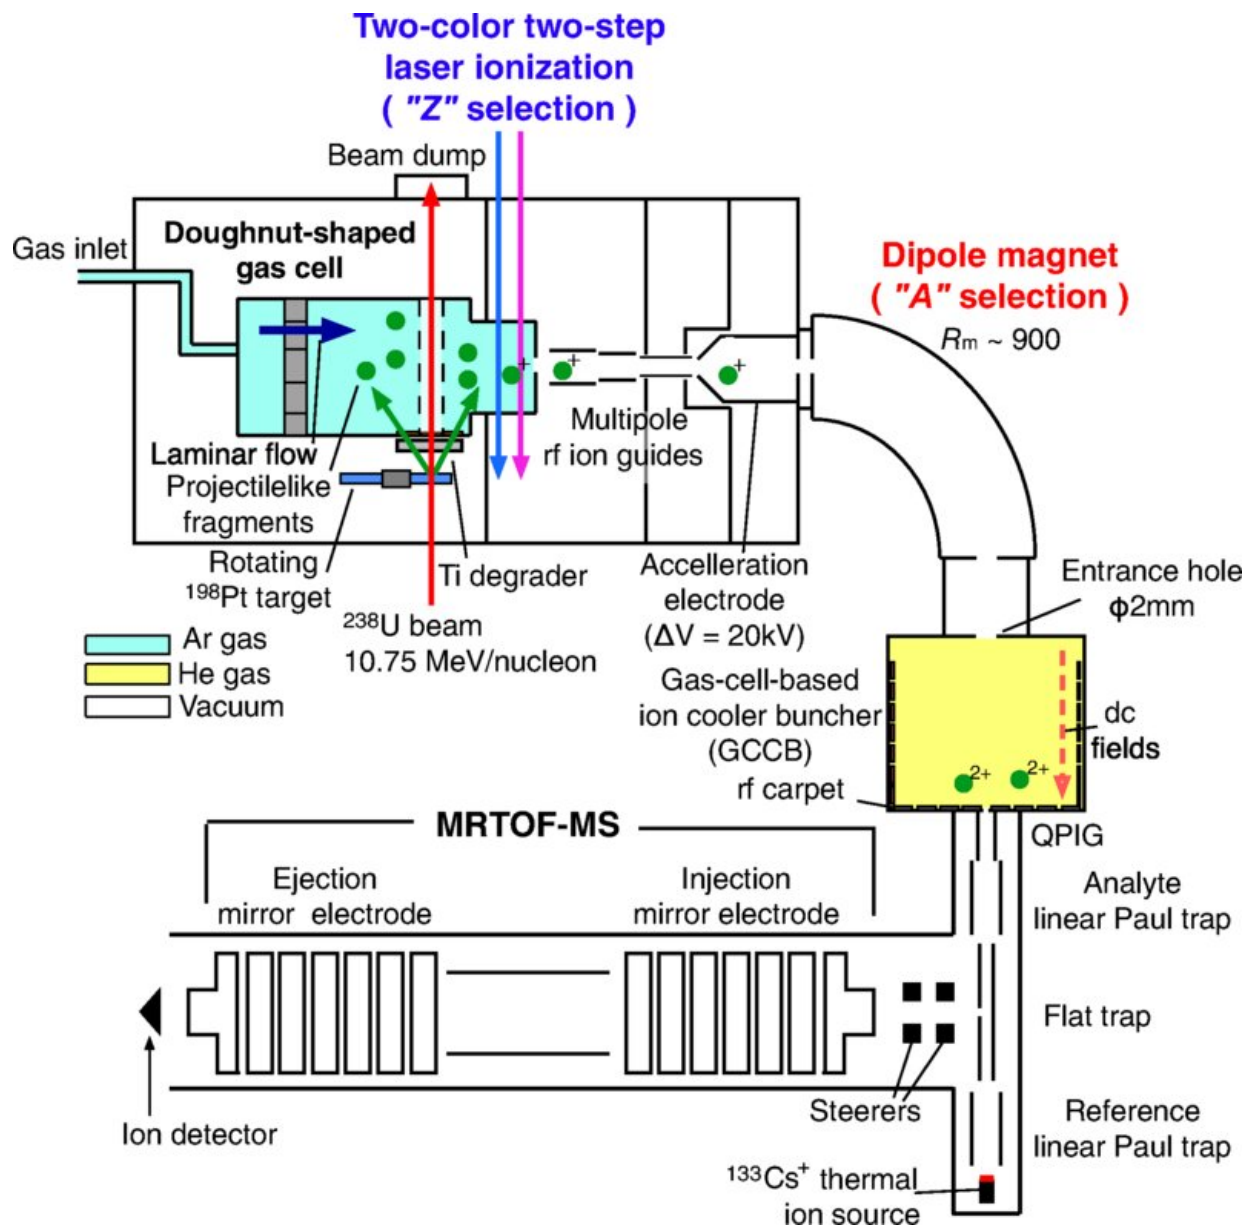 Two-color two-step
laser ionization
( "Z" selection )
Beam dump
Gas inlet
Doughnut-shaped
gas cell
Dipole magnet
( "A" selection )
Rm ~ 900
+
+
+
Multipole
rf ion guides
Laminar flow
Projectilelike
fragments
Rotating
198Pt target
Ti degrader
238U beam
10.75 MeV/nucleon
Accelleration
electrode
(ΔV = 20kV)
Entrance hole
ϕ2mm
Ar gas
He gas
Vacuum
Gas-cell-based
ion cooler buncher
(GCCB)
dc
fields
2+
2+
rf carpet
QPIG
MRTOF-MS
Ejection
mirror electrode
Injection
mirror electrode
Analyte
linear Paul trap
Flat trap
Steerers
Reference
linear Paul trap
Ion detector
133Cs+ thermal
ion source